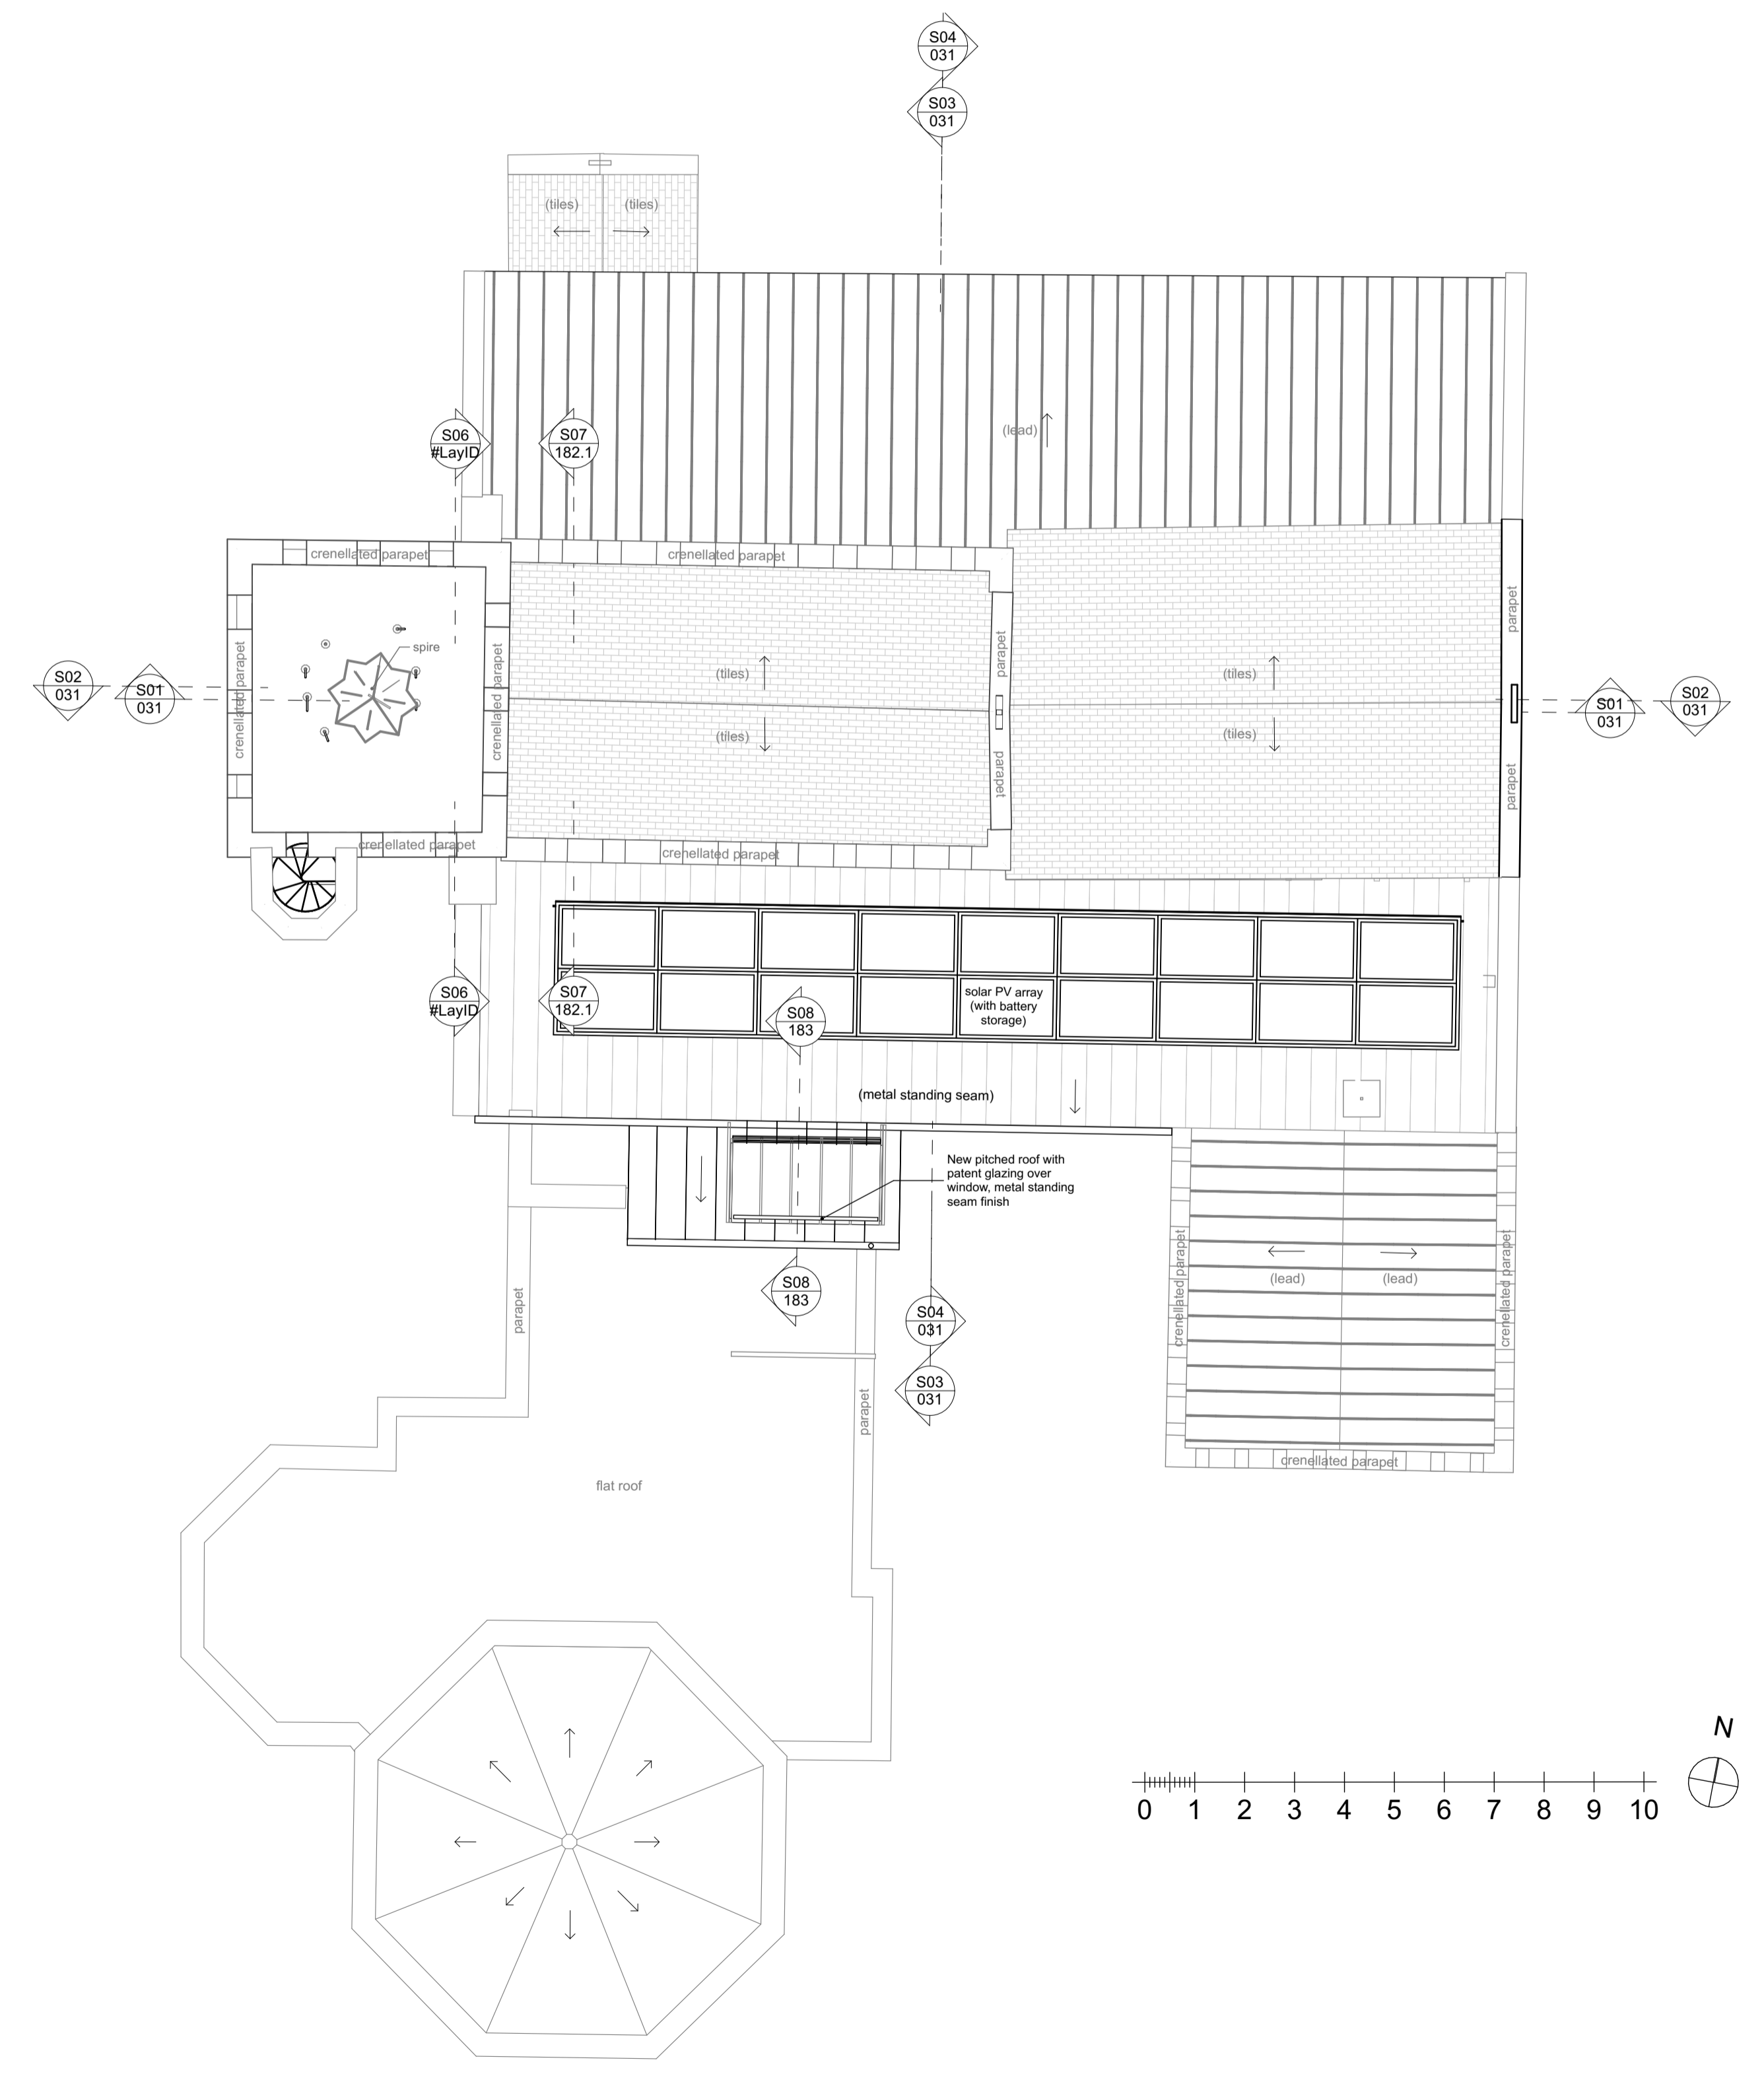 S04
031
S03
031
(tiles)
(tiles)
(lead)
S06
#LayID
S07
182.1
crenellated parapet
crenellated parapet
parapet
crenellated parapet
spire
crenellated parapet
parapet
(tiles)
(tiles)
S02
031
S01
031
S01
031
S02
031
(tiles)
(tiles)
parapet
parapet
crenellated parapet
crenellated parapet
S06
#LayID
S07
182.1
S08
183
solar PV array
(with battery
storage)
(metal standing seam)
New pitched roof with
patent glazing over
window, metal standing
seam finish
S08
183
parapet
S04
031
S03
031
crenellated parapet
(lead)
(lead)
crenellated parapet
parapet
crenellated parapet
flat roof
N
0 1 2 3 4 5 6 7 8 9 10